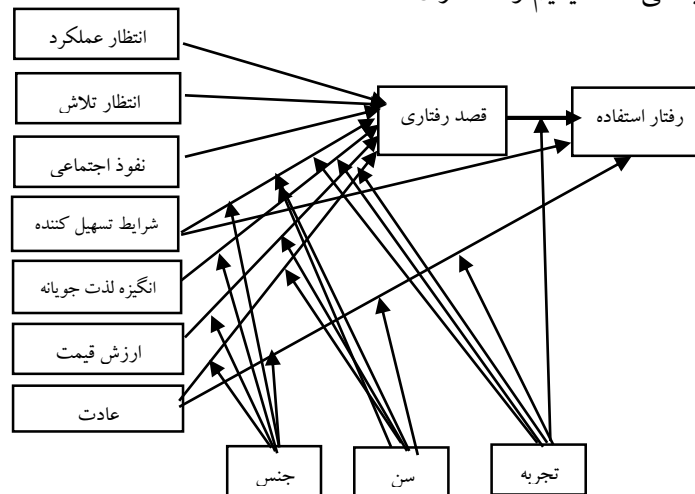 انتظار عملکرد
انتظار تلاش
قصد رفتاری
رفتار استفاده
نفوذ اجتماعی
شرایط تسهیل کننده
انگیزه لذت جویانه
ارزش قیمت
عادت
جنس
سن
تجربه